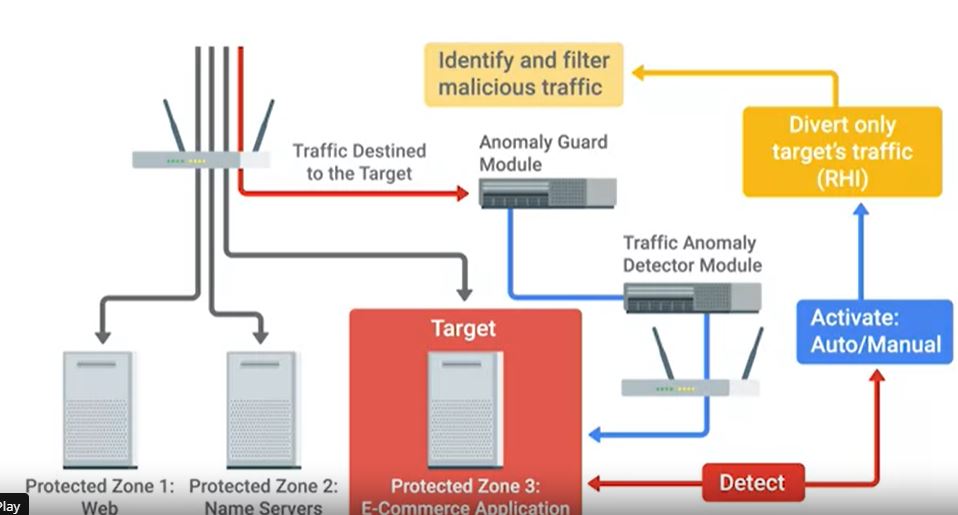 Identify and filter
malicious traffic
Divert only
target's traffic
(RHI)
Traffic Destined
to the Target
Anomaly Guard
Module
Traffic Anomaly
Detector Module
Activate:
Auto/Manual
Target
Protected Zone 1:
Web
Protected Zone 2:
Name Servers
Protected Zone 3:
E-Commerce Application
Detect
Play